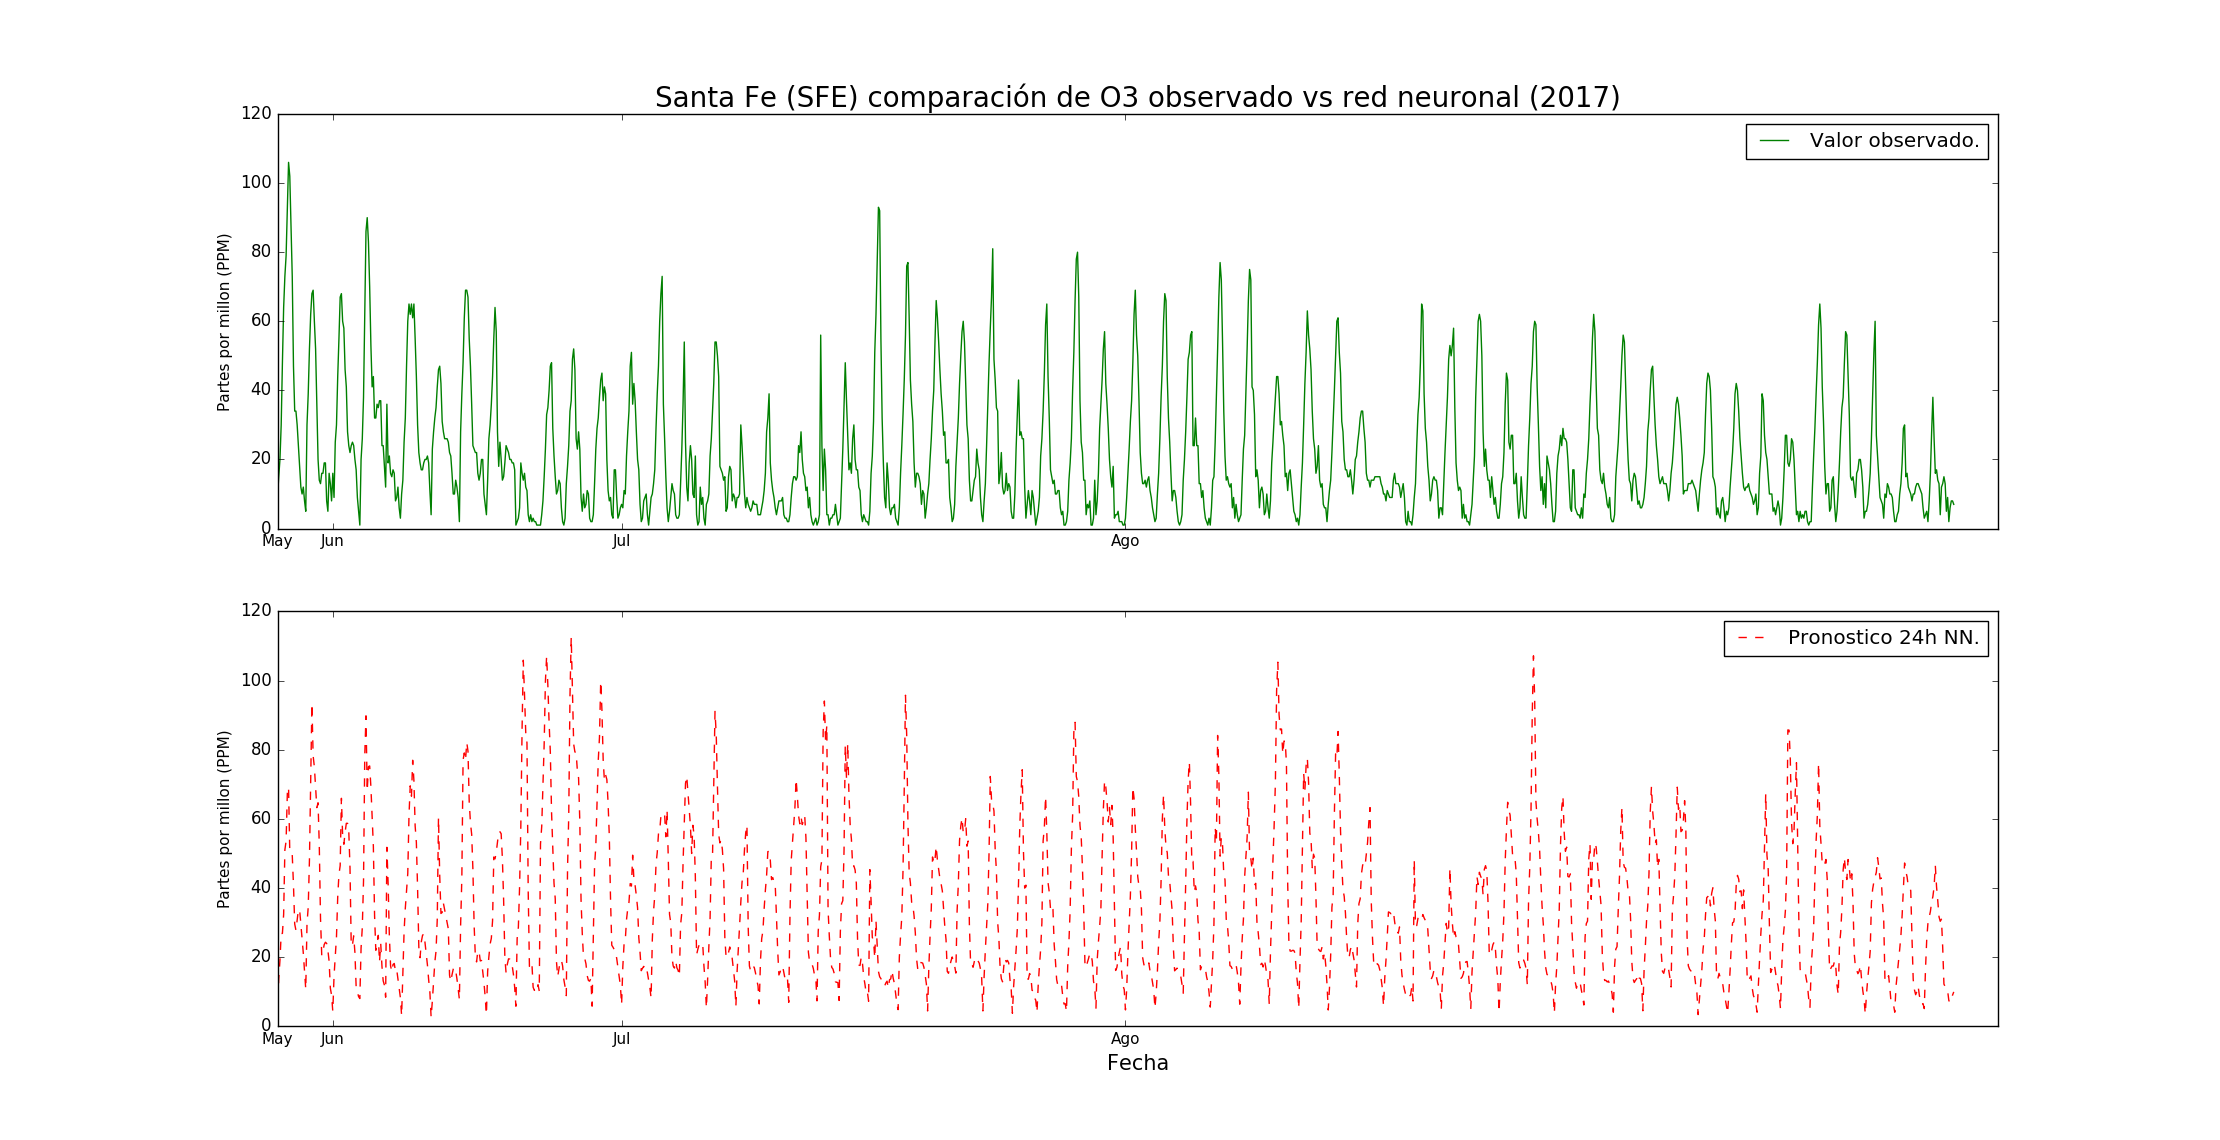 Santa Fe (SFE) comparación de O3 observado vs red neuronal (2017)
120
100
80
60
40
20
0
Partes por millon (PPM)
Valor observado.
May Jun Jul Ago
120
100
80
60
40
20
0
Partes por millon (PPM)
Pronostico 24h NN.
May Jun Jul Ago
Fecha